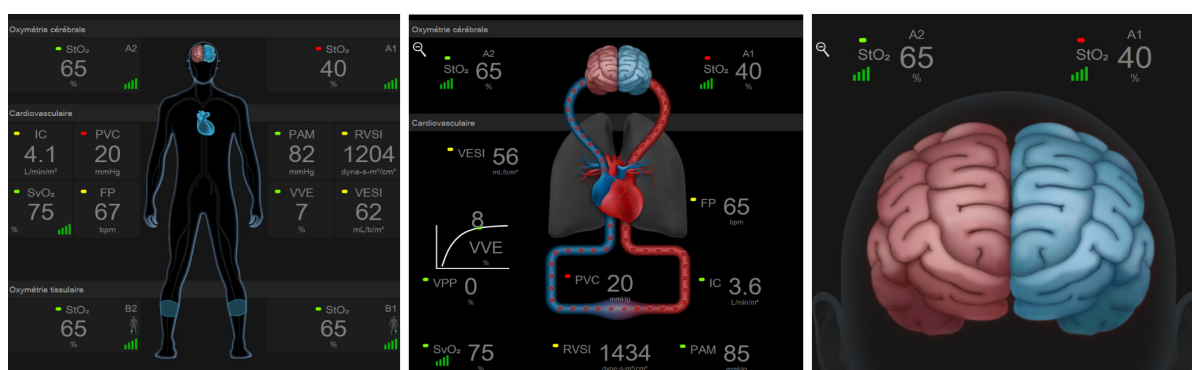 Oxymétrie cérébrale
StO₂ A2
65
%
StO₂ A1
40
%
Cardiovasculaire
IC
4.1
L/min/m²
PVC
20
mmHg
PAM
82
mmHg
RVSI
1204
dyne-s-m²/cm⁵
SvO₂
75
%
FP
67
bpm
VVE
7
%
VESI
62
mL/b/m²
Oxymétrie tissulaire
StO₂ B2
65
%
StO₂ B1
65
%
Oxymétrie cérébrale
A2
StO₂ 65
%
A1
StO₂ 40
%
Cardiovasculaire
VESI 56
mL/b/m²
FP 65
bpm
8
VVE
%
VPP 0
%
PVC 20
mmHg
IC 3.6
L/min/m²
SvO₂ 75
RVSI 1434
dyne-s-m²/cm⁵
PAM 85
mmHg
A2
StO₂ 65
%
A1
StO₂ 40
%